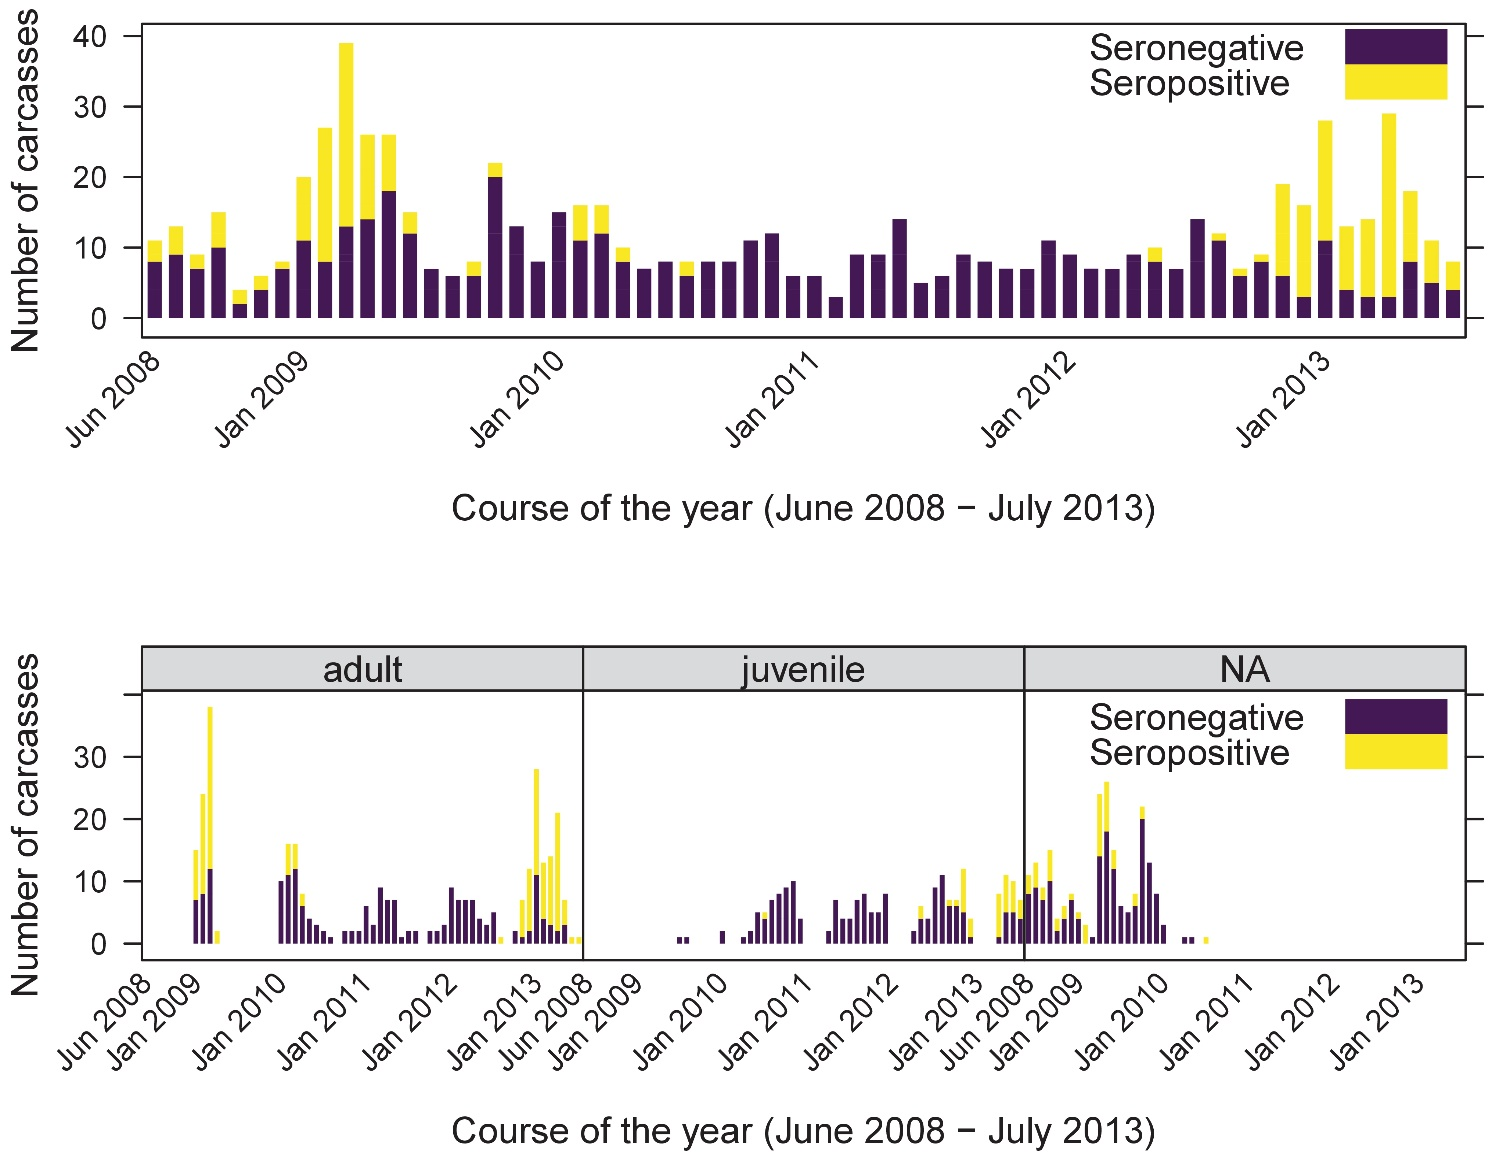 Number of carcasses
40
30
20
10
0
Seronegative
Seropositive
Jun 2008
Jan 2009
Jan 2010
Jan 2011
Jan 2012
Jan 2013
Course of the year (June 2008 − July 2013)
adult
juvenile
NA
Number of carcasses
30
20
10
0
Seronegative
Seropositive
Jun 2008
Jan 2009
Jan 2010
Jan 2011
Jan 2012
Jan 2013
Jun 2008
Jan 2009
Jan 2010
Jan 2011
Jan 2012
Jan 2013
Jun 2008
Jan 2009
Jan 2010
Jan 2011
Jan 2012
Jan 2013
Course of the year (June 2008 − July 2013)